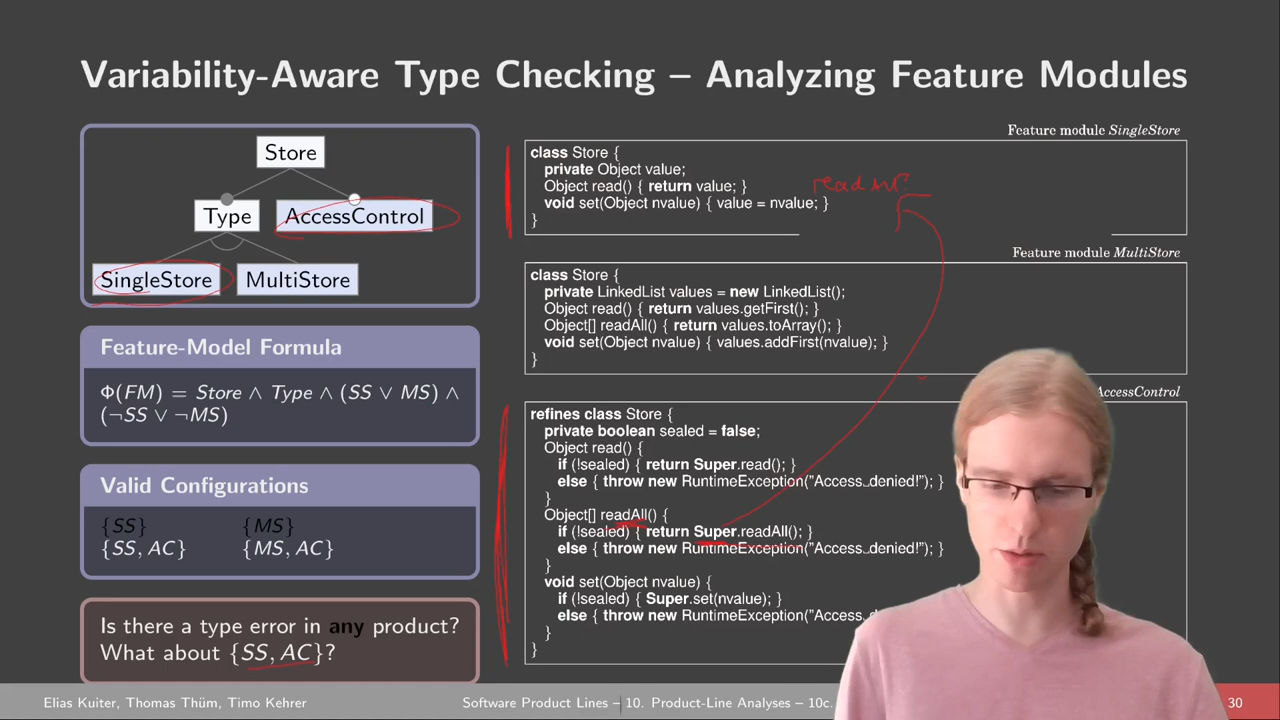 Variability-Aware Type Checking – Analyzing Feature Modules
Store
Type
AccessControl
SingleStore
MultiStore
Feature-Model Formula
Φ(FM) = Store ∧ Type ∧ (SS ∨ MS) ∧
(¬SS ∨ ¬MS)
Valid Configurations
{SS} {MS}
{SS, AC} {MS, AC}
Is there a type error in any product?
What about {SS, AC}?
Feature module SingleStore
class Store {
private Object value;
Object read() { return value; }
void set(Object nvalue) { value = nvalue; }
}
Feature module MultiStore
class Store {
private LinkedList values = new LinkedList();
Object read() { return values.getFirst(); }
Object[] readAll() { return values.toArray(); }
void set(Object nvalue) { values.addFirst(nvalue); }
}
AccessControl
refines class Store {
private boolean sealed = false;
Object read() {
if (!sealed) { return Super.read(); }
else { throw new RuntimeException("Access␣denied!"); }
}
Object[] readAll() {
if (!sealed) { return Super.readAll(); }
else { throw new RuntimeException("Access␣denied!"); }
}
void set(Object nvalue) {
if (!sealed) { Super.set(nvalue); }
else { throw new RuntimeException("Access␣de
}
}
Elias Kuiter, Thomas Thüm, Timo Kehrer
Software Product Lines – 10. Product-Line Analyses – 10c.
30